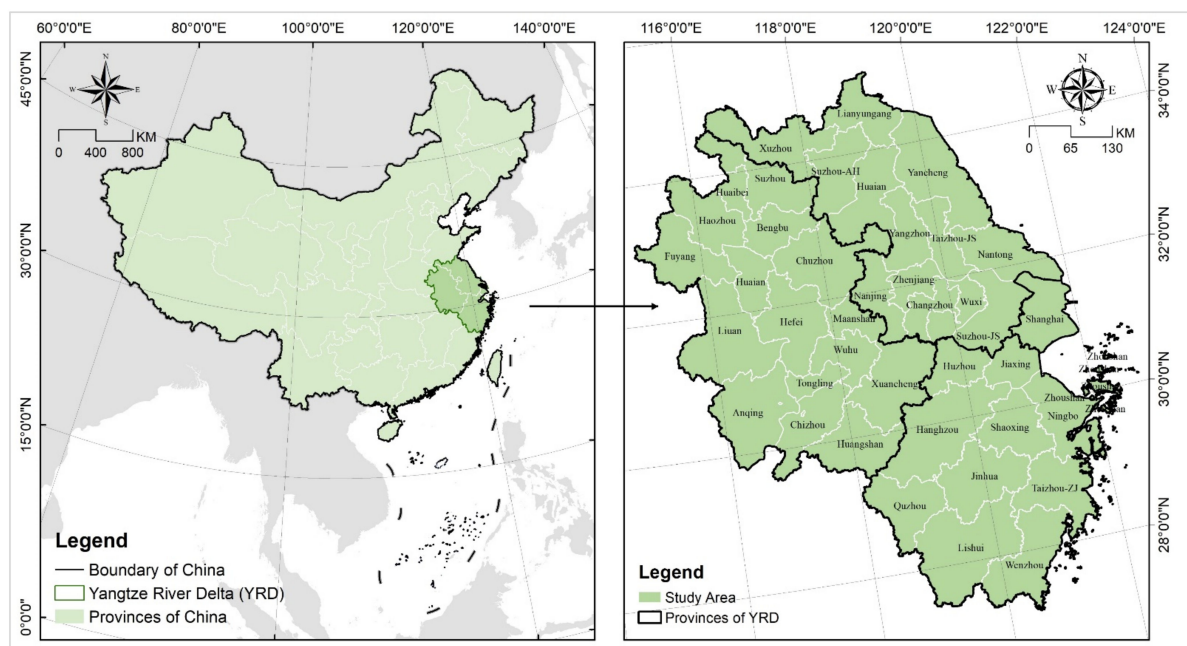 60°0'0"E 80°0'0"E 100°0'0"E 120°0'0"E 140°0'0"E
45°0'0"N
30°0'0"N
15°0'0"N
0°0'0"
N
W E
S
KM
0 400 800
Legend
Boundary of China
Yangtze River Delta (YRD)
Provinces of China
116°0'0"E 118°0'0"E 120°0'0"E 122°0'0"E 124°0'0"E
34°0'0"N
32°0'0"N
30°0'0"N
28°0'0"N
N
W E
S
KM
0 65 130
Lianyungang
Xuzhou
Suzhou
Suzhou-AH
Yancheng
Huaibei
Huaian
Haozhou
Bengbu
Yangzhou
Taizhou-JS
Fuyang
Chuzhou
Nantong
Zhenjiang
Huaian
Nanjing
Changzhou
Wuxi
Shanghai
Liuan
Hefei
Maanshan
Suzhou-JS
Wuhu
Huzhou
Jiaxing
Tongling
Xuancheng
Zhoushan
Anqing
Chizhou
Ningbo
Hanghzou
Shaoxing
Huangshan
Jinhua
Taizhou-ZJ
Quzhou
Lishui
Wenzhou
Legend
Study Area
Provinces of YRD